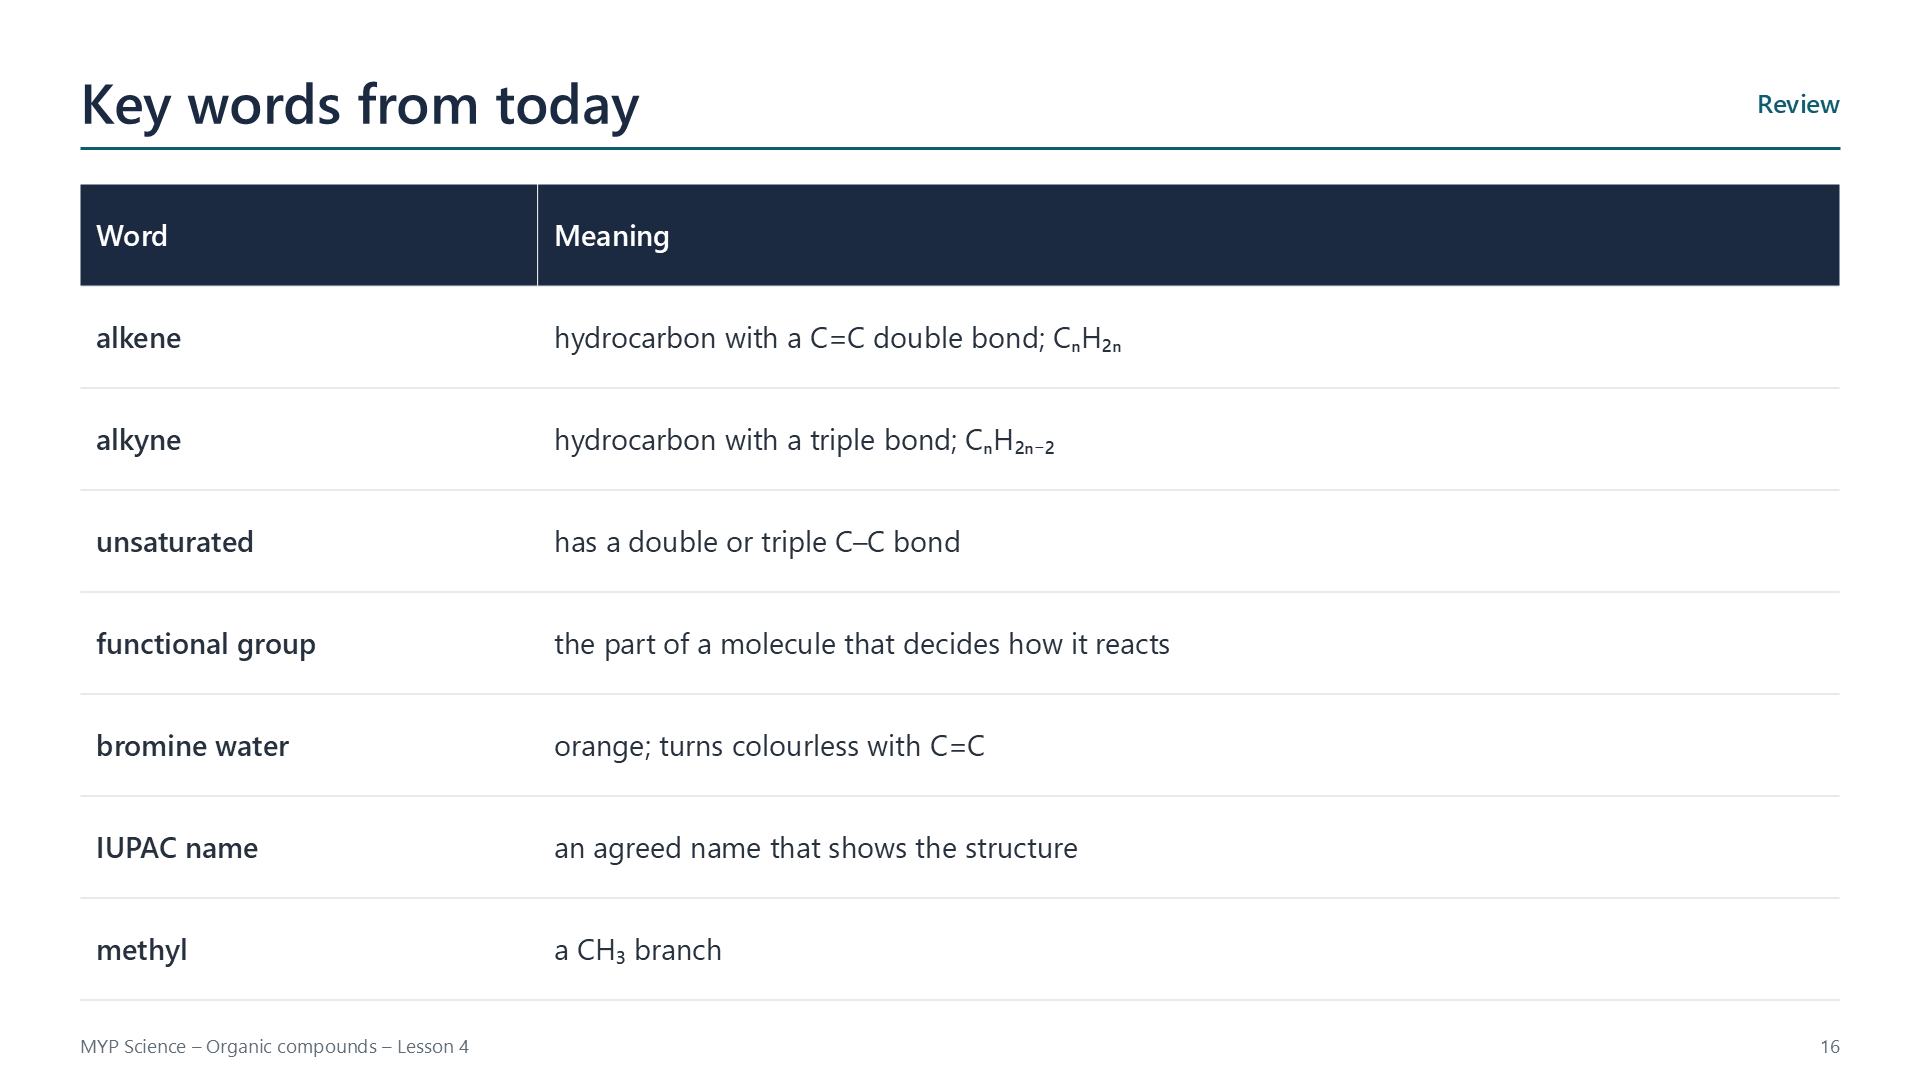 Key words from today
Review
Word Meaning
alkene hydrocarbon with a C=C double bond; CₙH₂ₙ
alkyne hydrocarbon with a triple bond; CₙH₂ₙ₋₂
unsaturated has a double or triple C–C bond
functional group the part of a molecule that decides how it reacts
bromine water orange; turns colourless with C=C
IUPAC name an agreed name that shows the structure
methyl a CH₃ branch
MYP Science – Organic compounds – Lesson 4
16